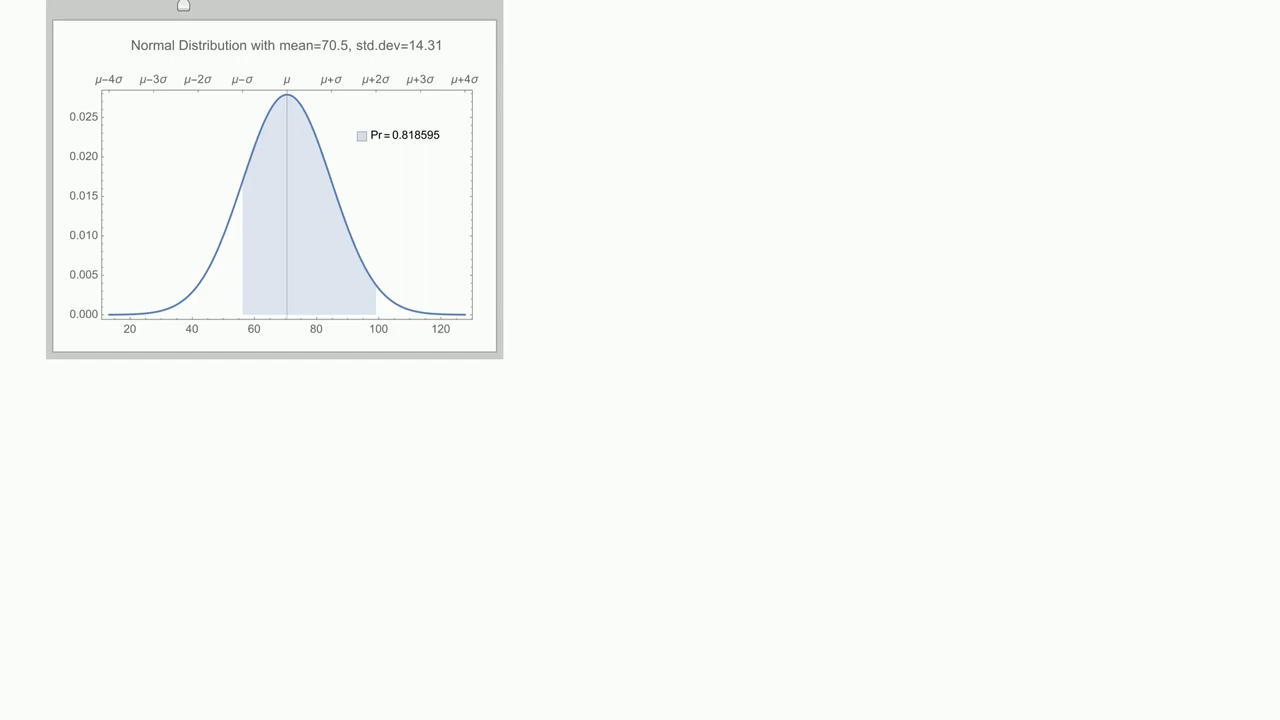 Normal Distribution with mean=70.5, std.dev=14.31
μ−4σ μ−3σ μ−2σ μ−σ μ μ+σ μ+2σ μ+3σ μ+4σ
0.025
Pr = 0.818595
0.020
0.015
0.010
0.005
0.000
20 40 60 80 100 120